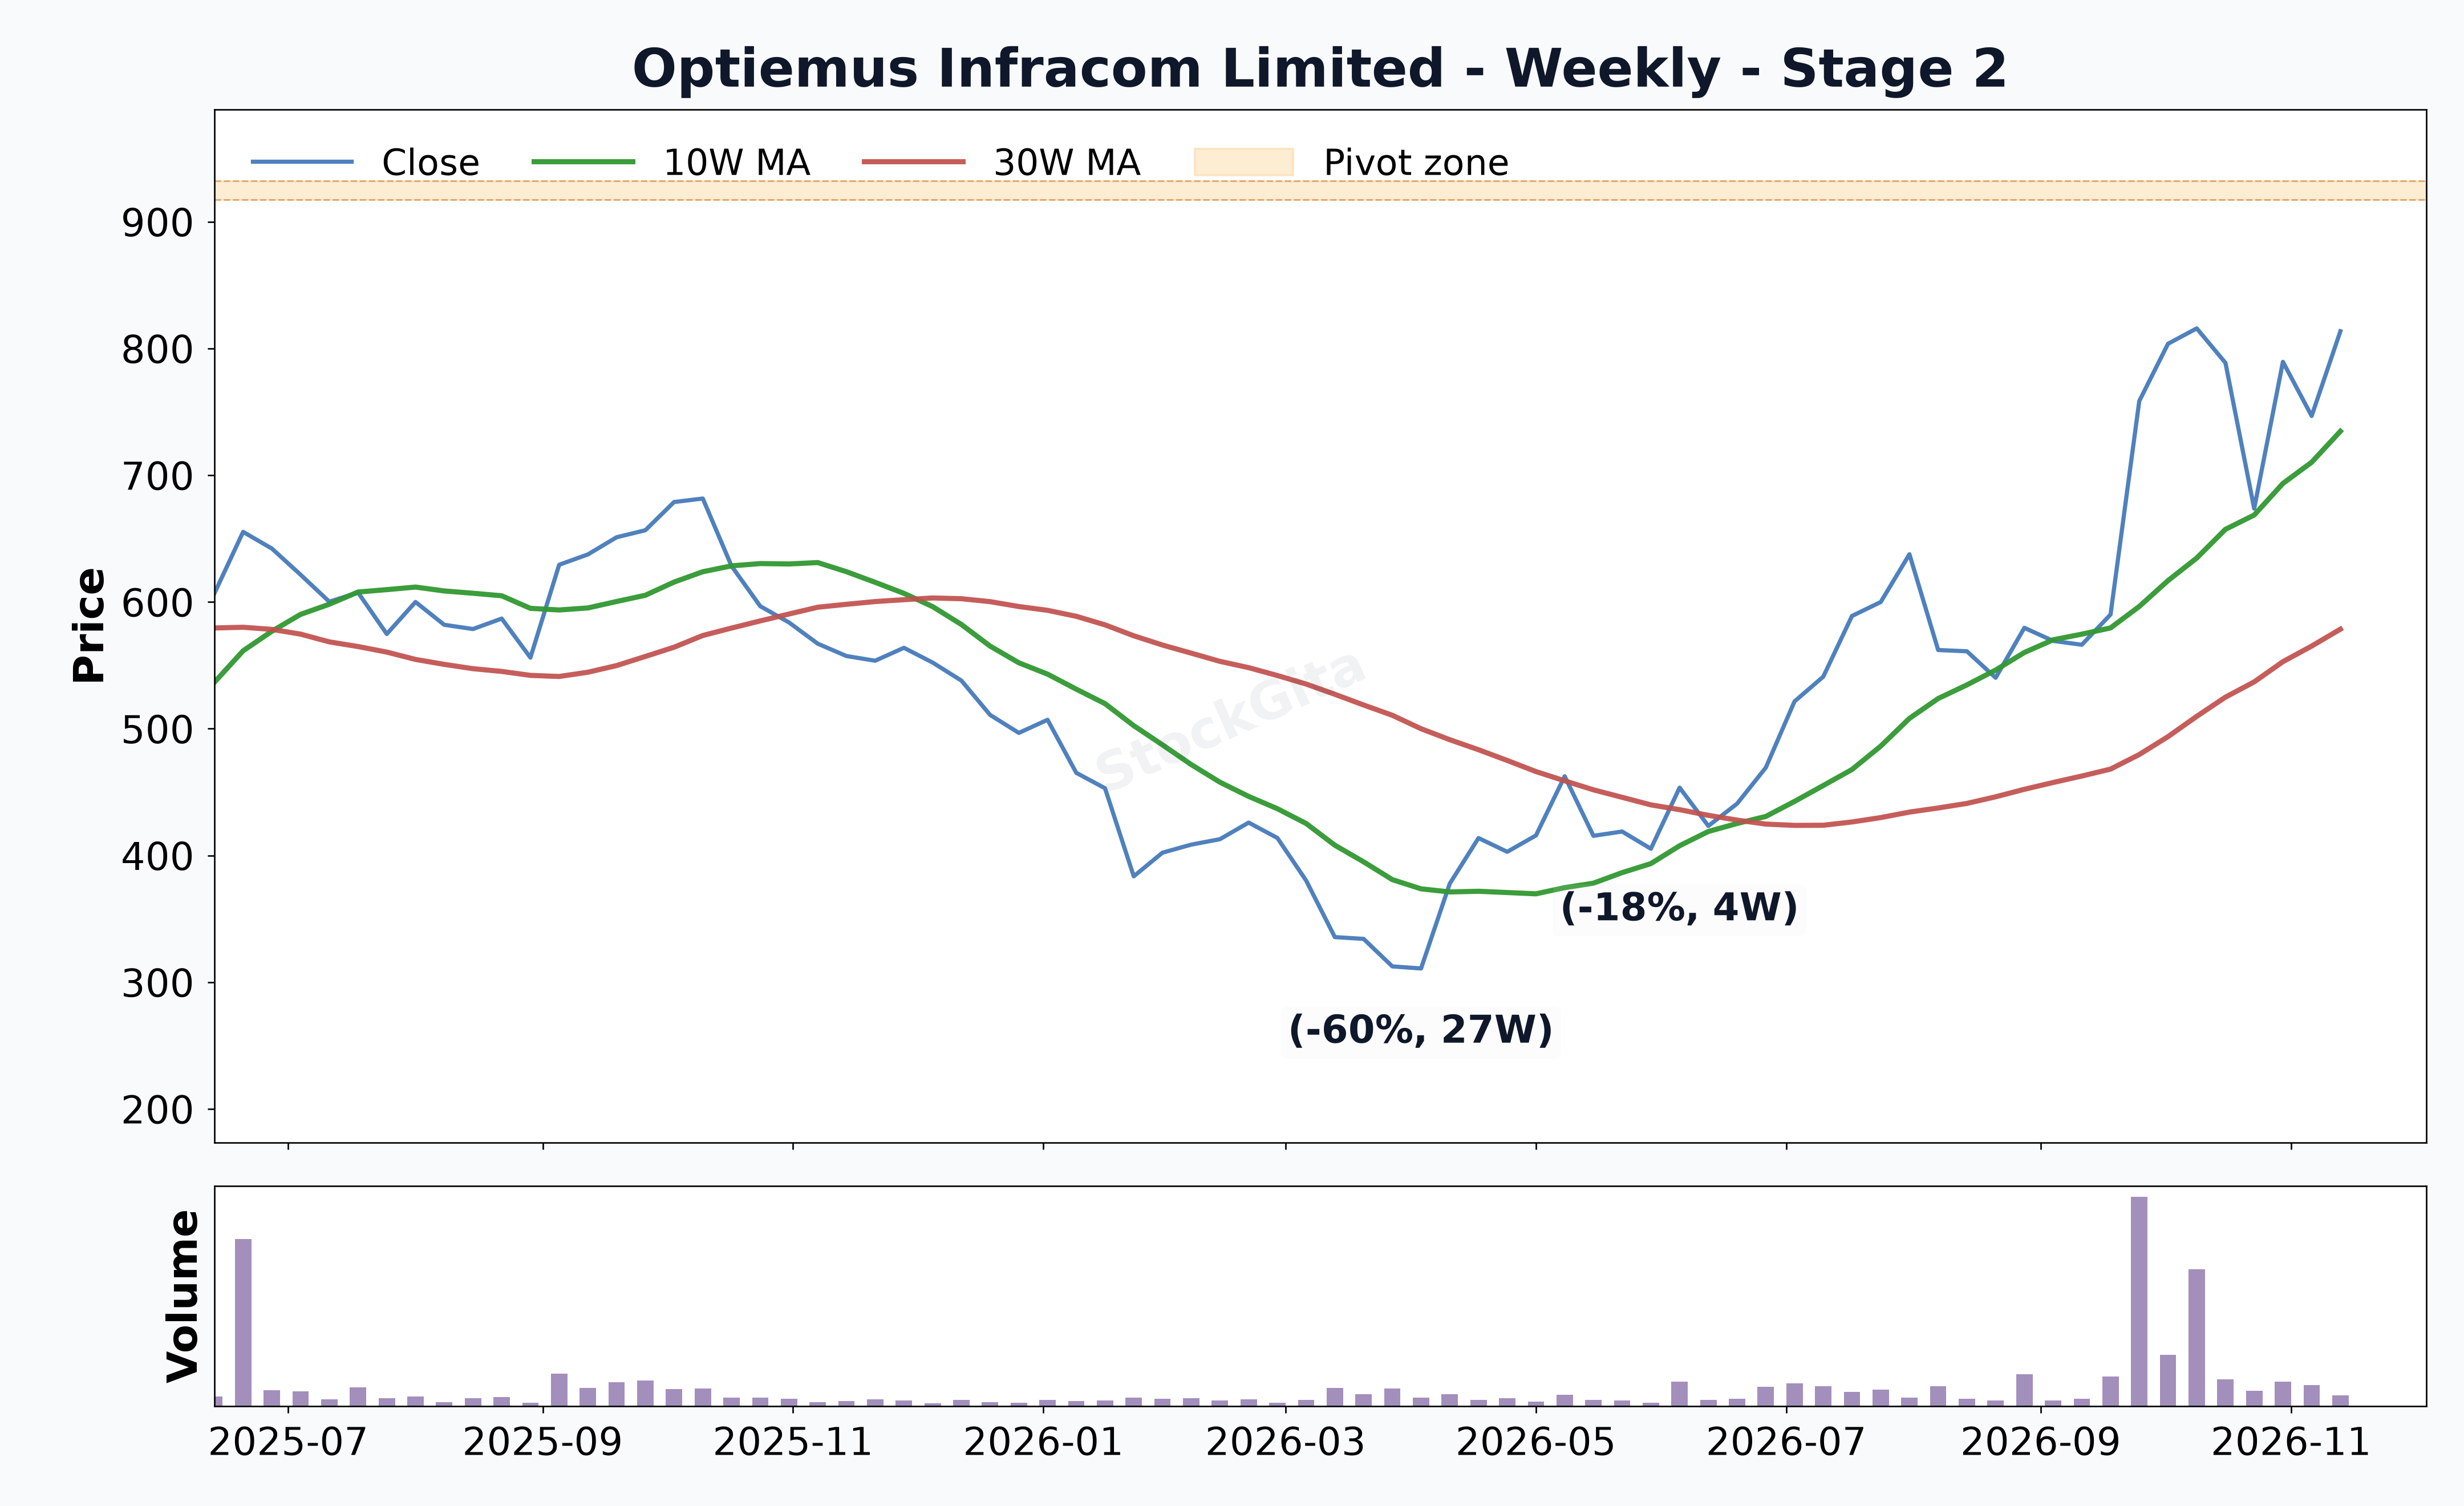 Optiemus Infracom Limited - Weekly - Stage 2
Close 10W MA 30W MA Pivot zone
900
800
700
600
500
400
300
200
Price
StockGita
(-18%, 4W)
(-60%, 27W)
Volume
2025-07 2025-09 2025-11 2026-01 2026-03 2026-05 2026-07 2026-09 2026-11